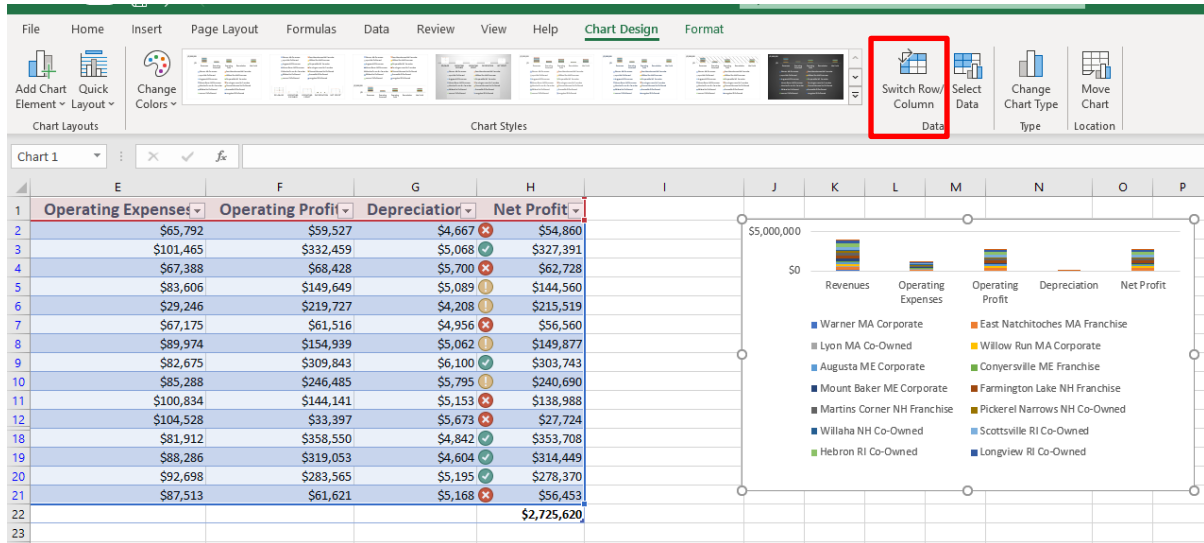 File Home Insert Page Layout Formulas Data Review View Help Chart Design Format
Add Chart Element Quick Layout Change Colors Switch Row/ Column Select Data Change Chart Type Move Chart
Chart Layouts Chart Styles Data Type Location
Chart 1 fx
E F G H I J K L M N O P
1 Operating Expenses Operating Profit Depreciation Net Profit
2 $65,792 $59,527 $4,667 $54,860
3 $101,465 $332,459 $5,068 $327,391
4 $67,388 $68,428 $5,700 $62,728
5 $83,606 $149,649 $5,089 $144,560
6 $29,246 $219,727 $4,208 $215,519
7 $67,175 $61,516 $4,956 $56,560
8 $89,974 $154,939 $5,062 $149,877
9 $82,675 $309,843 $6,100 $303,743
10 $85,288 $246,485 $5,795 $240,690
11 $100,834 $144,141 $5,153 $138,988
12 $104,528 $33,397 $5,673 $27,724
18 $81,912 $358,550 $4,842 $353,708
19 $88,286 $319,053 $4,604 $314,449
20 $92,698 $283,565 $5,195 $278,370
21 $87,513 $61,621 $5,168 $56,453
22 $2,725,620
23
$5,000,000
$0
Revenues Operating Expenses Operating Profit Depreciation Net Profit
Warner MA Corporate East Natchitoches MA Franchise
Lyon MA Co-Owned Willow Run MA Corporate
Augusta ME Corporate Conyersville ME Franchise
Mount Baker ME Corporate Farmington Lake NH Franchise
Martins Corner NH Franchise Pickerel Narrows NH Co-Owned
Willaha NH Co-Owned Scottsville RI Co-Owned
Hebron RI Co-Owned Longview RI Co-Owned